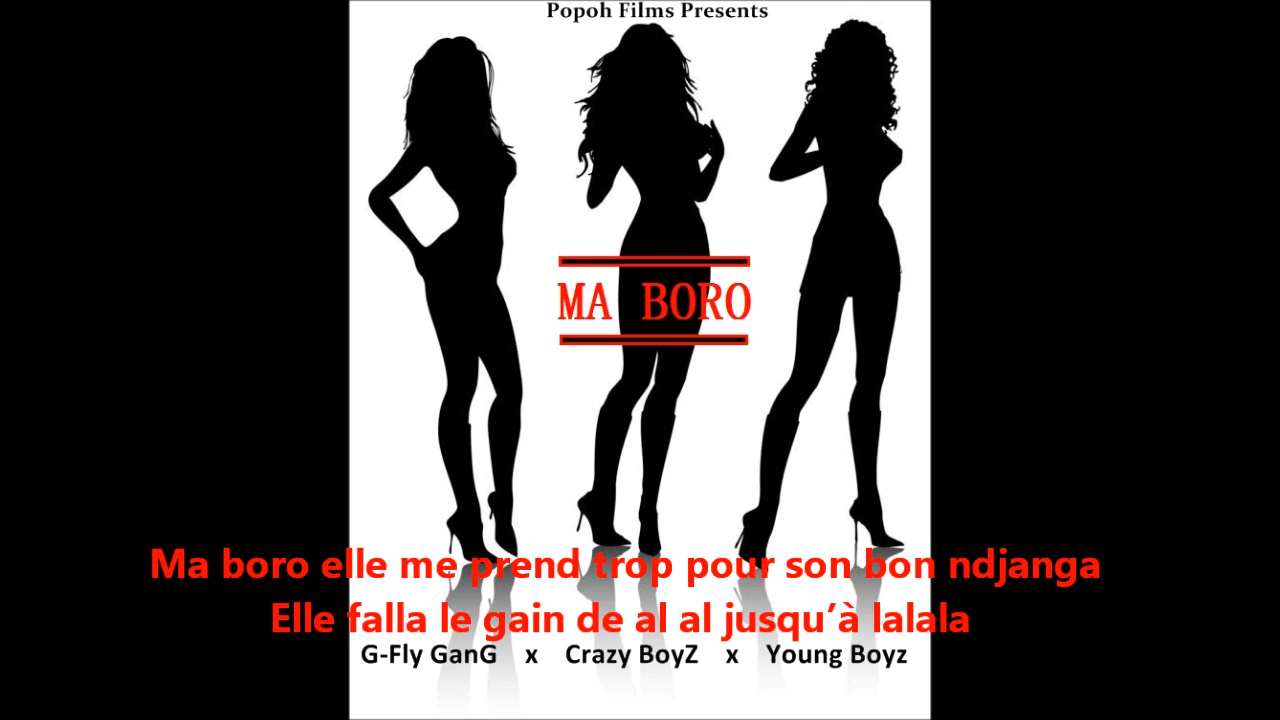 Popoh Films Presents
MA BORO
Ma boro elle me prend trop pour son bon ndjanga
Elle falla le gain de al al jusqu’à lalala
G-Fly GanG x Crazy BoyZ x Young Boyz